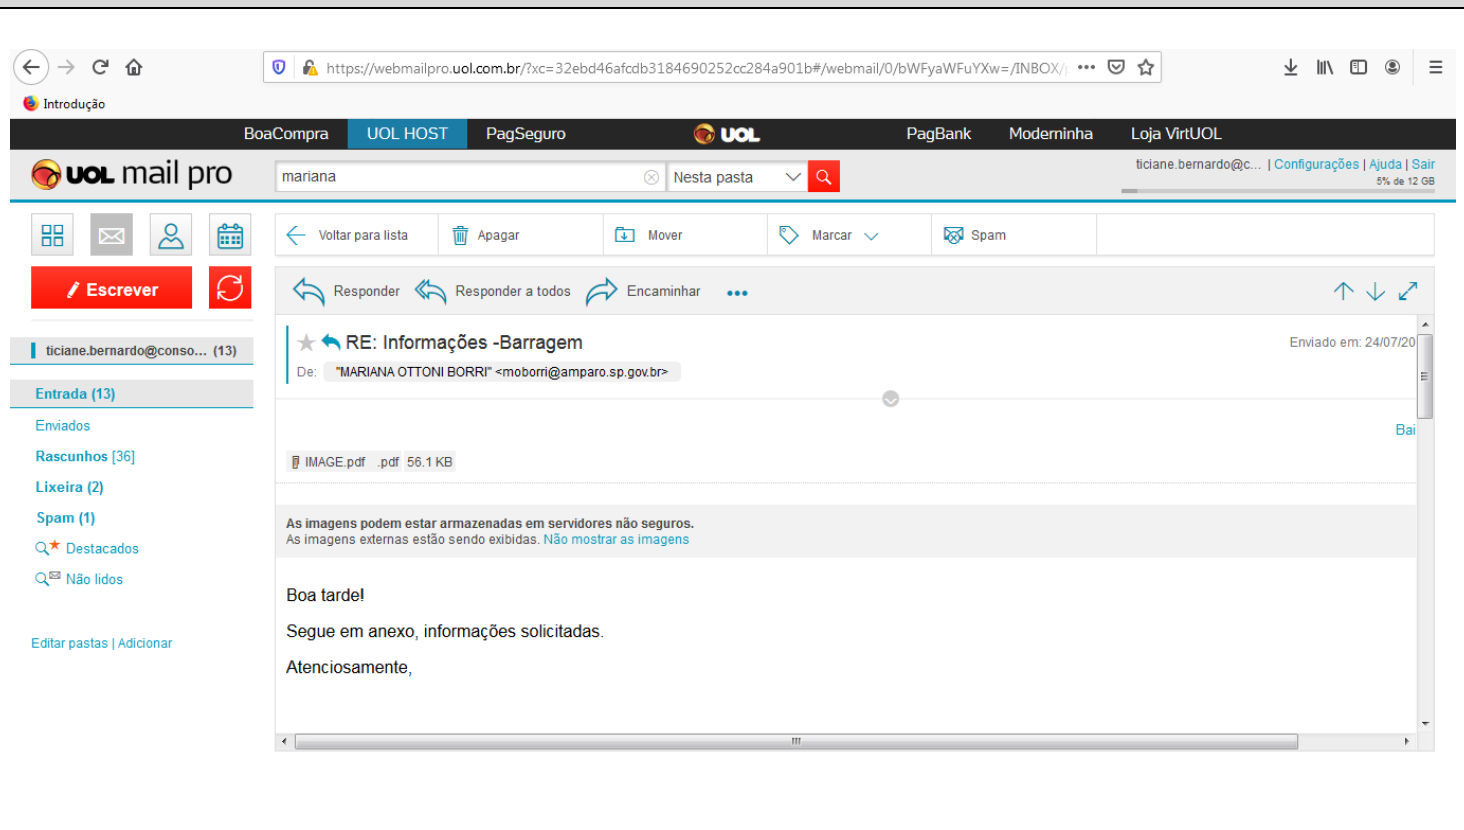 https://webmailpro.uol.com.br/?xc=32ebd46afcdb3184690252cc284a901b#/webmail/0/bWFyaWFuYXw=/INBOX/
Introdução
BoaCompra UOL HOST PagSeguro UOL PagBank Moderninha Loja VirtUOL
UOL mail pro
mariana
Nesta pasta
ticiane.bernardo@c... | Configurações | Ajuda | Sair
5% de 12 GB
Voltar para lista Apagar Mover Marcar Spam
Escrever
Responder Responder a todos Encaminhar
ticiane.bernardo@conso... (13)
Entrada (13)
Enviados
Rascunhos [36]
Lixeira (2)
Spam (1)
Destacados
Não lidos
Editar pastas | Adicionar
RE: Informações -Barragem
Enviado em: 24/07/20
De: "MARIANA OTTONI BORRI" <moborri@amparo.sp.gov.br>
Bai
IMAGE.pdf .pdf 56.1 KB
As imagens podem estar armazenadas em servidores não seguros.
As imagens externas estão sendo exibidas. Não mostrar as imagens
Boa tarde!
Segue em anexo, informações solicitadas.
Atenciosamente,